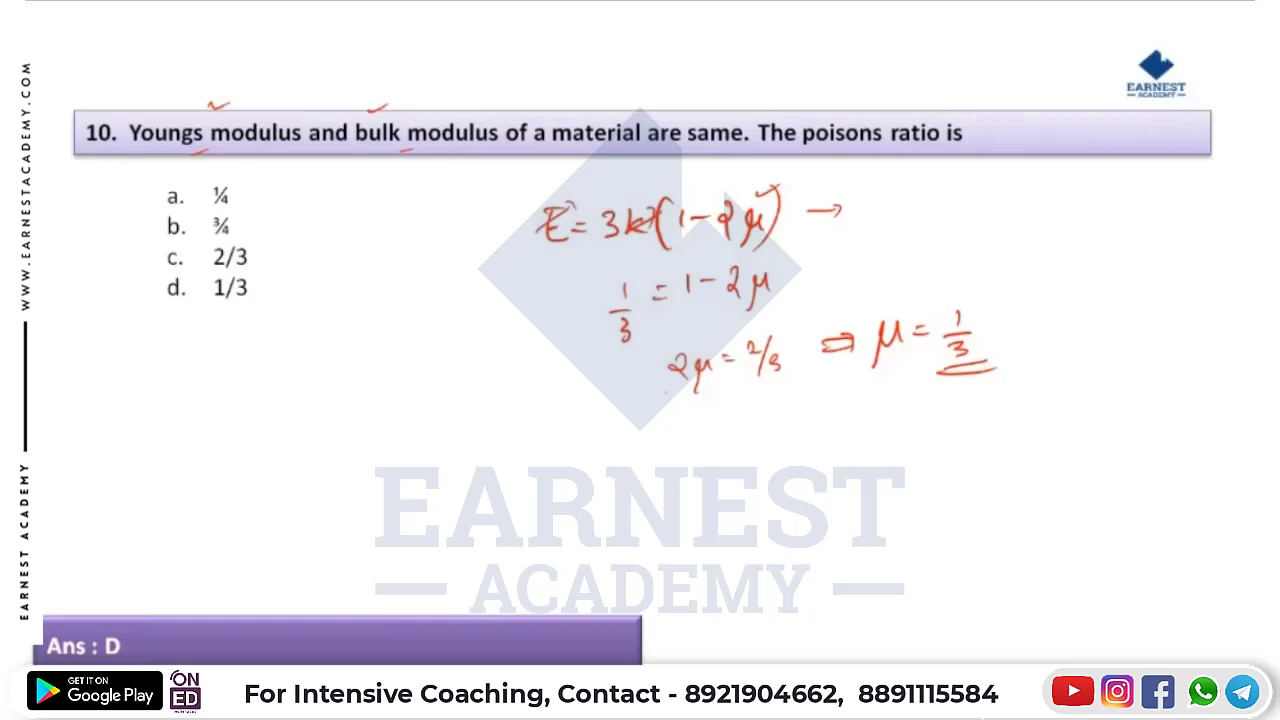 EARNEST
ACADEMY
WWW.EARNESTACADEMY.COM
EARNEST ACADEMY
10. Youngs modulus and bulk modulus of a material are same. The poisons ratio is
a. ¼
b. ¾
c. 2/3
d. 1/3
E = 3K(1-2μ) →
1/3 = 1-2μ
2μ = 2/3 ⇒ μ = 1/3
EARNEST
ACADEMY
Ans : D
GET IT ON
Google Play
ON
ED
For Intensive Coaching, Contact - 8921904662, 8891115584